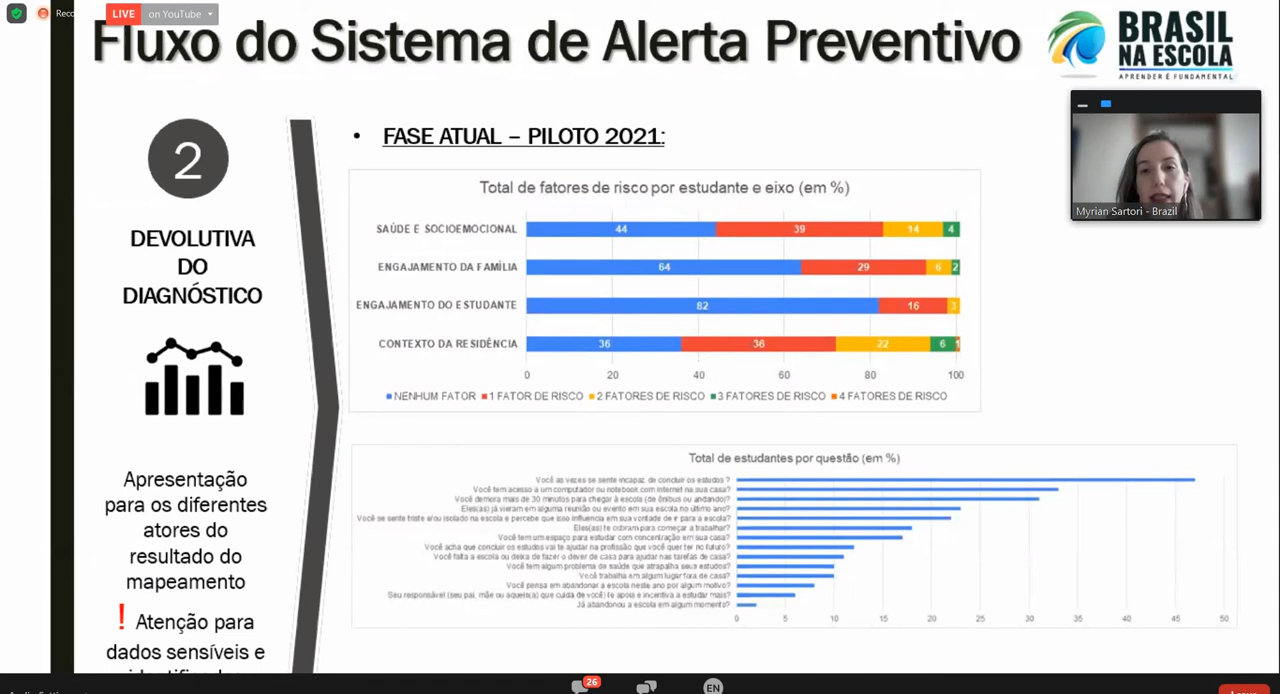 LIVE
on YouTube
Fluxo do Sistema de Alerta Preventivo
BRASIL
NA ESCOLA
APRENDER É FUNDAMENTAL
Myrian Sartori - Brazil
2
DEVOLUTIVA
DO
DIAGNÓSTICO
Apresentação
para os diferentes
atores do
resultado do
mapeamento
! Atenção para
dados sensíveis e
• FASE ATUAL – PILOTO 2021:
Total de fatores de risco por estudante e eixo (em %)
SAÚDE E SOCIOEMOCIONAL 44 39 14 4
ENGAJAMENTO DA FAMÍLIA 64 29 6 2
ENGAJAMENTO DO ESTUDANTE 82 16 3
CONTEXTO DA RESIDÊNCIA 36 36 22 6 1
0 20 40 60 80 100
NENHUM FATOR 1 FATOR DE RISCO 2 FATORES DE RISCO 3 FATORES DE RISCO 4 FATORES DE RISCO
Total de estudantes por questão (em %)
Você às vezes se sente incapaz de concluir os estudos ?
Você tem acesso a um computador ou notebook com internet na sua casa?
Você demora mais de 30 minutos para chegar à escola (de ônibus ou andando)?
Eles(as) já vieram em alguma reunião ou evento em sua escola no último ano?
Você se sente triste e/ou isolado na escola e percebe que isso influencia em sua vontade de ir para a escola?
Eles(as) te cobram para começar a trabalhar?
Você tem um espaço para estudar com concentração em sua casa?
Você acha que concluir os estudos vai te ajudar na profissão que você quer ter no futuro?
Você falta a escola ou deixa de fazer o dever de casa para ajudar nas tarefas de casa?
Você tem algum problema de saúde que atrapalha seus estudos?
Você trabalha em algum lugar fora de casa?
Você pensa em abandonar a escola neste ano por algum motivo?
Seu responsável (seu pai, mãe ou aquele(a) que cuida de você) te apoia e incentiva a estudar mais?
Já abandonou a escola em algum momento?
0 5 10 15 20 25 30 35 40 45 50
26
EN